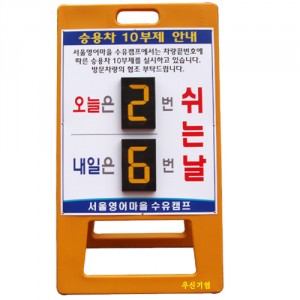 승용차 10부제 안내
서울영어마을 수유캠프에서는 차량끝번호에
따른 승용차 10부제를 실시하고 있습니다.
방문차량의 협조 부탁드립니다.
오늘은 2 번
내일은 6 번
쉬는날
서울영어마을 수유캠프
우신기업